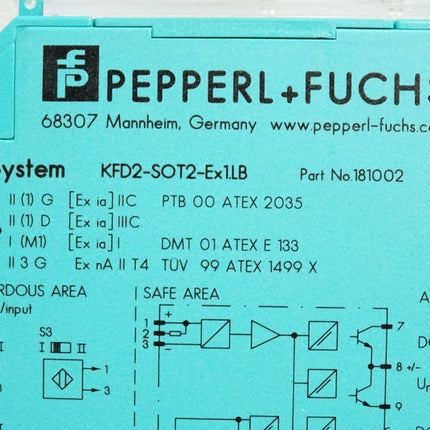 PEPPERL+FUCHS
68307 Mannheim, Germany www.pepperl-fuchs.co
System KFD2-SOT2-Ex1.LB Part No.181002
II (1) G [Ex ia] IIC PTB 00 ATEX 2035
II (1) D [Ex ia] IIIC
I (M1) [Ex ia] I DMT 01 ATEX E 133
II 3 G Ex nA II T4 TÜV 99 ATEX 1499 X
RDOUS AREA SAFE AREA
/input
S3
I II
1
3
1 +
2
3 -
7
8 +/-
9